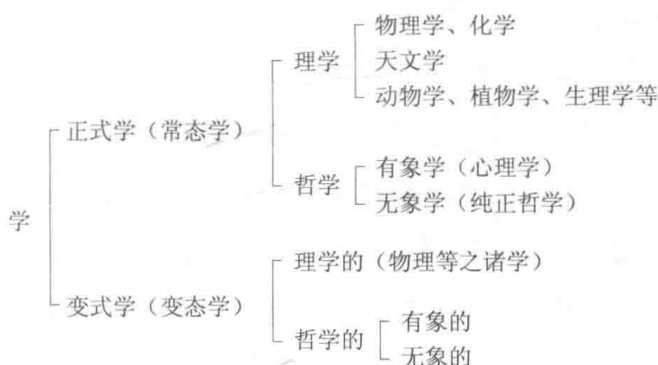 物理学、化学
理学
天文学
动物学、植物学、生理学等
正式学（常态学）
有象学（心理学）
哲学
无象学（纯正哲学）
学
理学的（物理等之诸学）
变式学（变态学）
有象的
哲学的
无象的